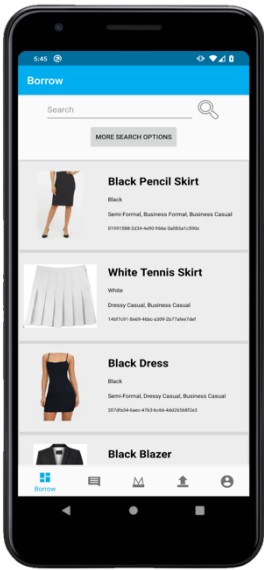 5:45
Borrow
Search
MORE SEARCH OPTIONS
Black Pencil Skirt
Black
Semi-Formal, Business Formal, Business Casual
White Tennis Skirt
White
Dressy Casual, Business Casual
Black Dress
Black
Semi-Formal, Dressy Casual, Business Casual
Black Blazer
Borrow